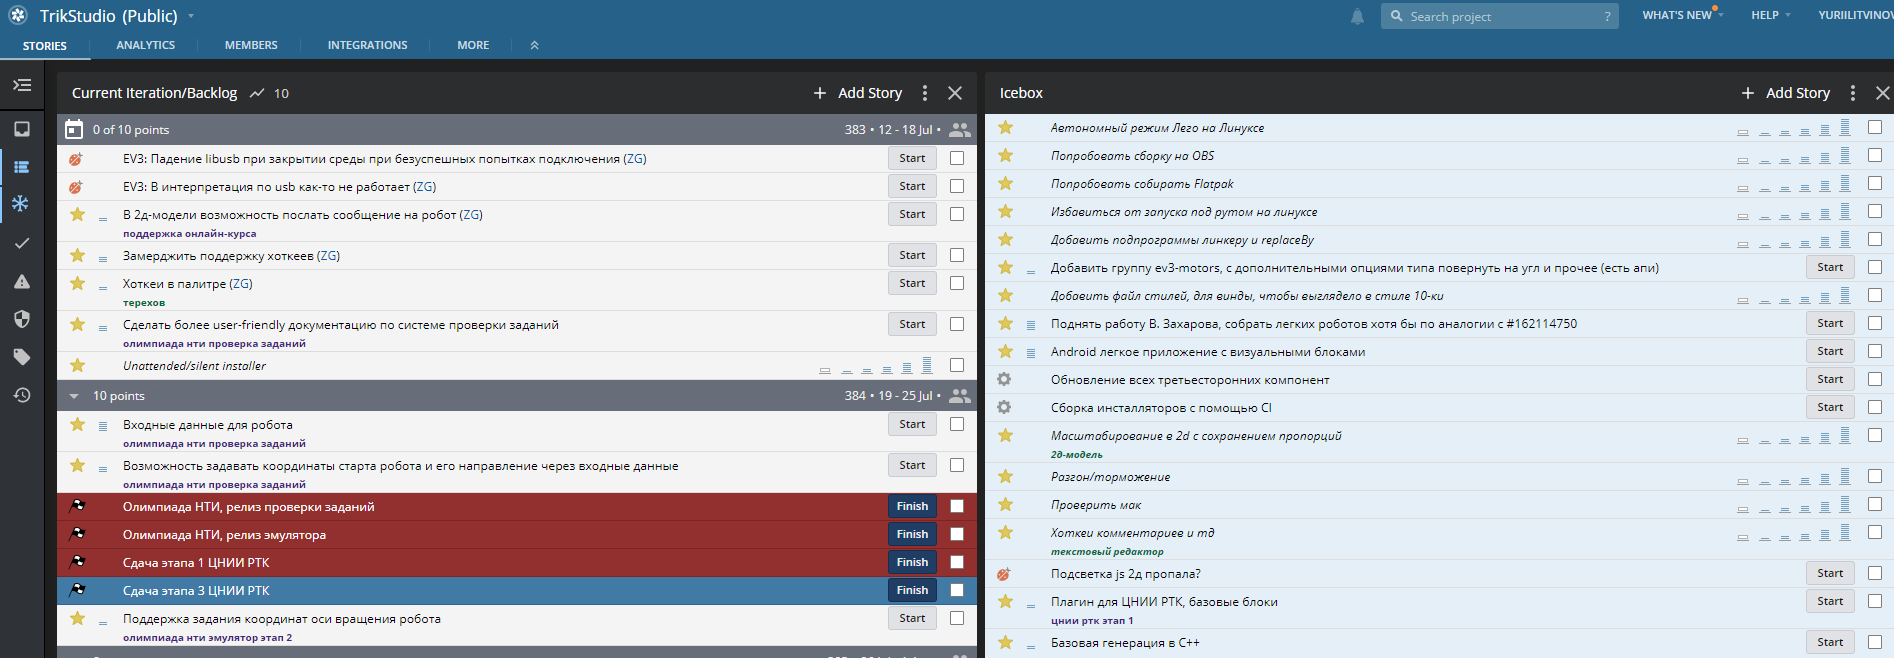 TrikStudio (Public)
Search project ?
WHAT'S NEW
HELP
YURIILITVINOV
STORIES
ANALYTICS
MEMBERS
INTEGRATIONS
MORE
Current Iteration/Backlog 10
+ Add Story
0 of 10 points
383 • 12 - 18 Jul •
EV3: Падение libusb при закрытии среды при безуспешных попытках подключения (ZG)
Start
EV3: В интерпретация по usb как-то не работает (ZG)
Start
В 2д-модели возможность послать сообщение на робот (ZG)
Start
поддержка онлайн-курса
Замерджить поддержку хоткеев (ZG)
Start
Хоткеи в палитре (ZG)
Start
терехов
Сделать более user-friendly документацию по системе проверки заданий
Start
олимпиада нти проверка заданий
Unattended/silent installer
10 points
384 • 19 - 25 Jul •
Входные данные для робота
Start
олимпиада нти проверка заданий
Возможность задавать координаты старта робота и его направление через входные данные
Start
олимпиада нти проверка заданий
Олимпиада НТИ, релиз проверки заданий
Finish
Олимпиада НТИ, релиз эмулятора
Finish
Сдача этапа 1 ЦНИИ РТК
Finish
Сдача этапа 3 ЦНИИ РТК
Finish
Поддержка задания координат оси вращения робота
Start
олимпиада нти эмулятор этап 2
Icebox
+ Add Story
Автономный режим Лего на Линуксе
Попробовать сборку на OBS
Попробовать собирать Flatpak
Избавиться от запуска под рутом на линуксе
Добавить подпрограммы линкеру и replaceBy
Добавить группу ev3-motors, с дополнительными опциями типа повернуть на угл и прочее (есть апи)
Start
Добавить файл стилей, для винды, чтобы выглядело в стиле 10-ки
Поднять работу В. Захарова, собрать легких роботов хотя бы по аналогии с #162114750
Start
Android легкое приложение с визуальными блоками
Start
Обновление всех третьесторонних компонент
Start
Сборка инсталляторов с помощью CI
Start
Масштабирование в 2d с сохранением пропорций
2д-модель
Разгон/торможение
Проверить мак
Хоткеи комментариев и тд
текстовый редактор
Подсветка js 2д пропала?
Start
Плагин для ЦНИИ РТК, базовые блоки
Start
цнии ртк этап 1
Базовая генерация в C++
Start